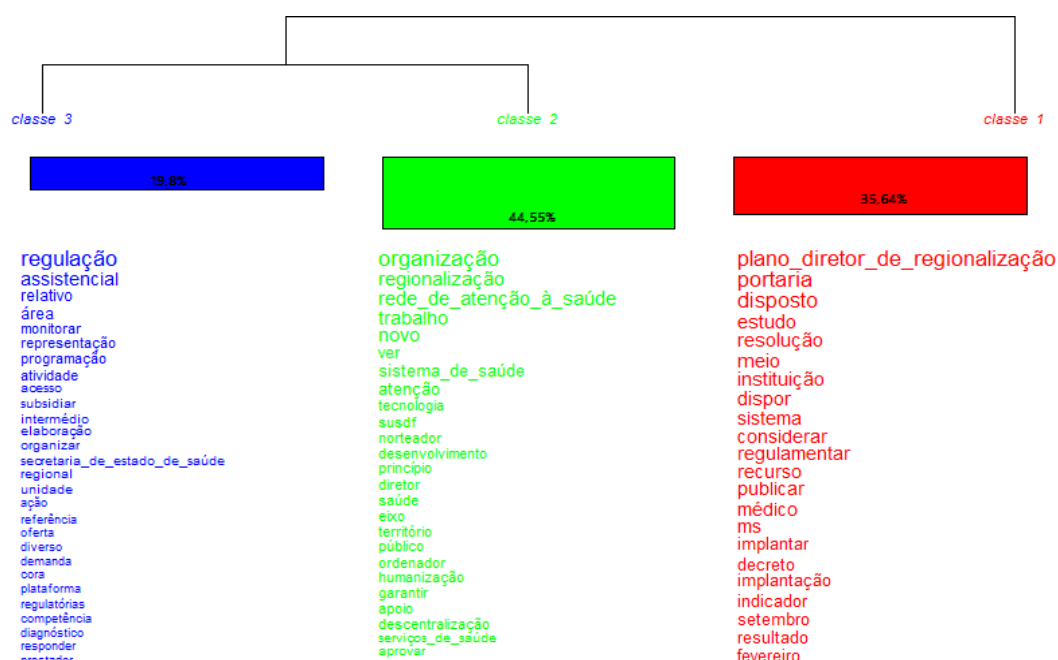 classe 3
classe 2
classe 1
19,8%
44,55%
35,64%
regulação
assistencial
relativo
área
monitorar
representação
programação
atividade
acesso
subsidiar
intermédio
elaboração
organizar
secretaria_de_estado_de_saúde
regional
unidade
ação
referência
oferta
diverso
demanda
cora
plataforma
regulatórias
competência
diagnóstico
responder
prestador
organização
regionalização
rede_de_atenção_à_saúde
trabalho
novo
ver
sistema_de_saúde
atenção
tecnologia
susdf
norteador
desenvolvimento
princípio
diretor
saúde
eixo
território
público
ordenador
humanização
garantir
apoio
descentralização
serviços_de_saúde
aprovar
plano_diretor_de_regionalização
portaria
disposto
estudo
resolução
meio
instituição
dispor
sistema
considerar
regulamentar
recurso
publicar
médico
ms
implantar
decreto
implantação
indicador
setembro
resultado
fevereiro